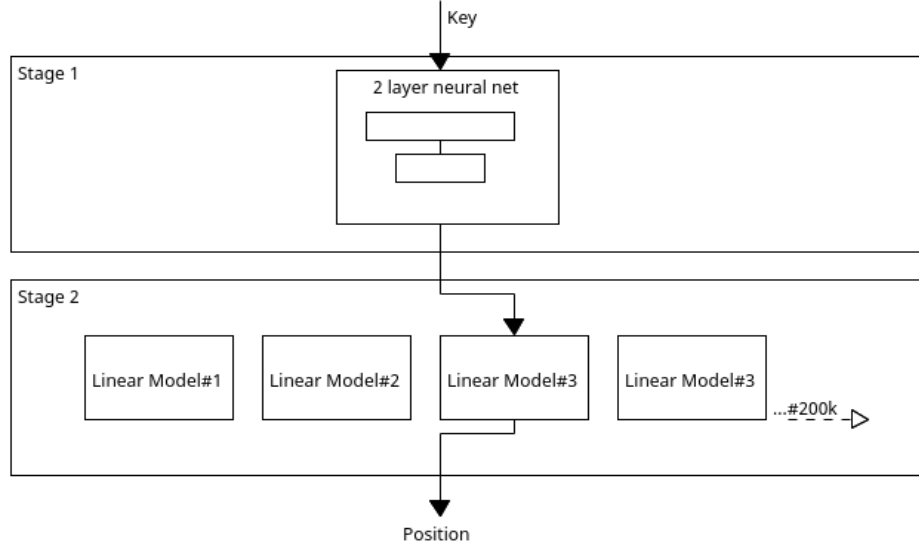 Key
Stage 1
2 layer neural net
Stage 2
Linear Model#1
Linear Model#2
Linear Model#3
Linear Model#3
...#200k
Position